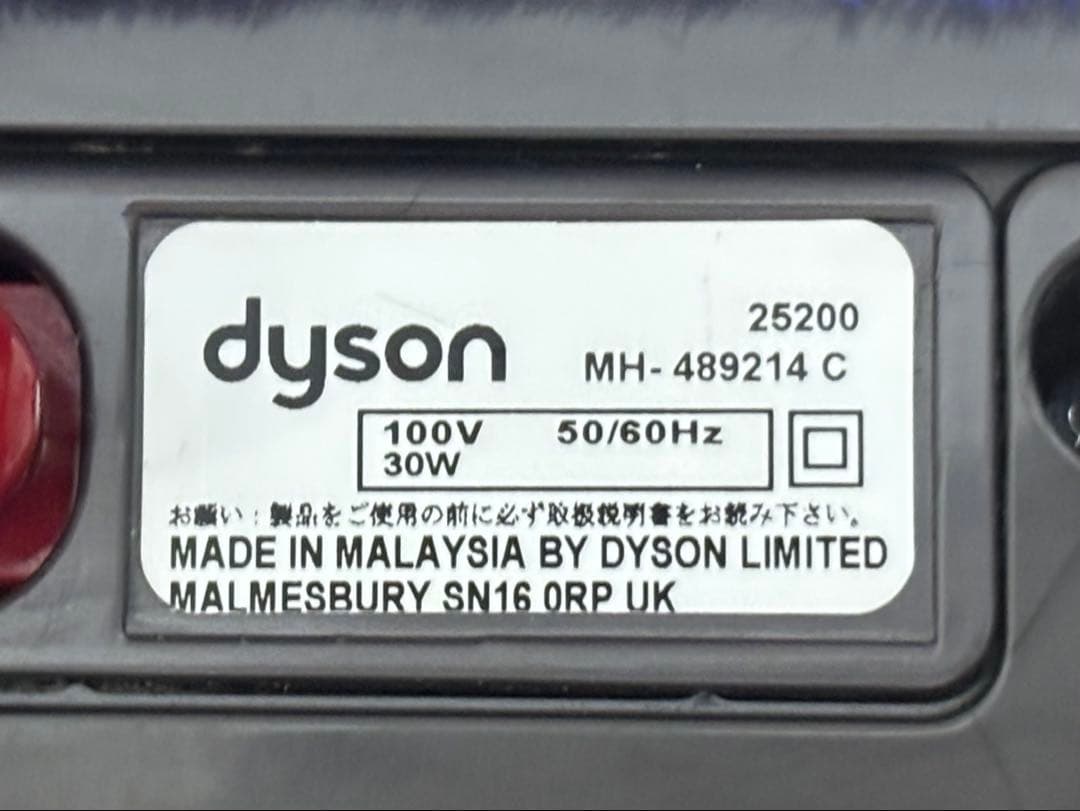 dyson
25200
MH- 489214 C
100V 50/60Hz
30W
お願い：製品をご使用の前に必ず取扱説明書をお読み下さい。
MADE IN MALAYSIA BY DYSON LIMITED
MALMESBURY SN16 0RP UK